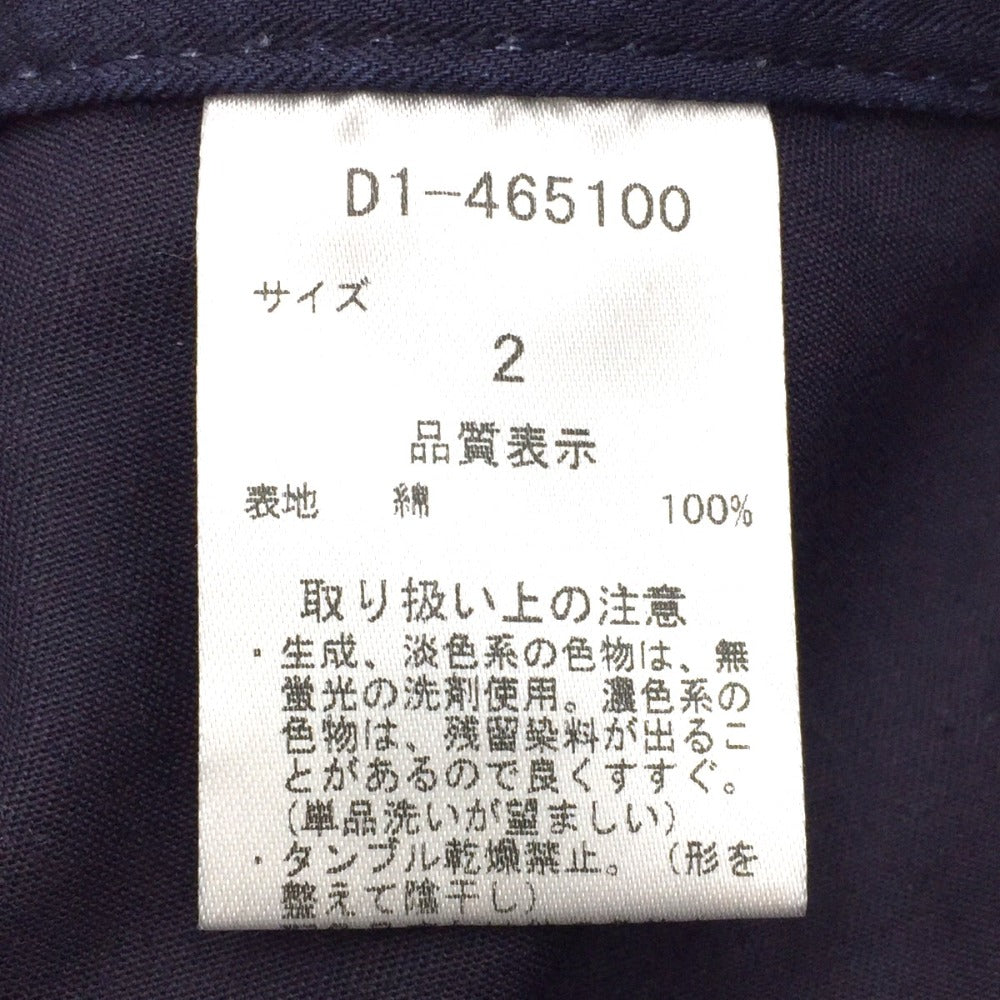 D1-465100
サイズ
2
品質表示
表地 綿 100%
取り扱い上の注意
・生成、淡色系の色物は、無
蛍光の洗剤使用。濃色系の
色物は、残留染料が出るこ
とがあるので良くすすぐ。
(単品洗いが望ましい)
・タンブル乾燥禁止。(形を
整えて陰干し)